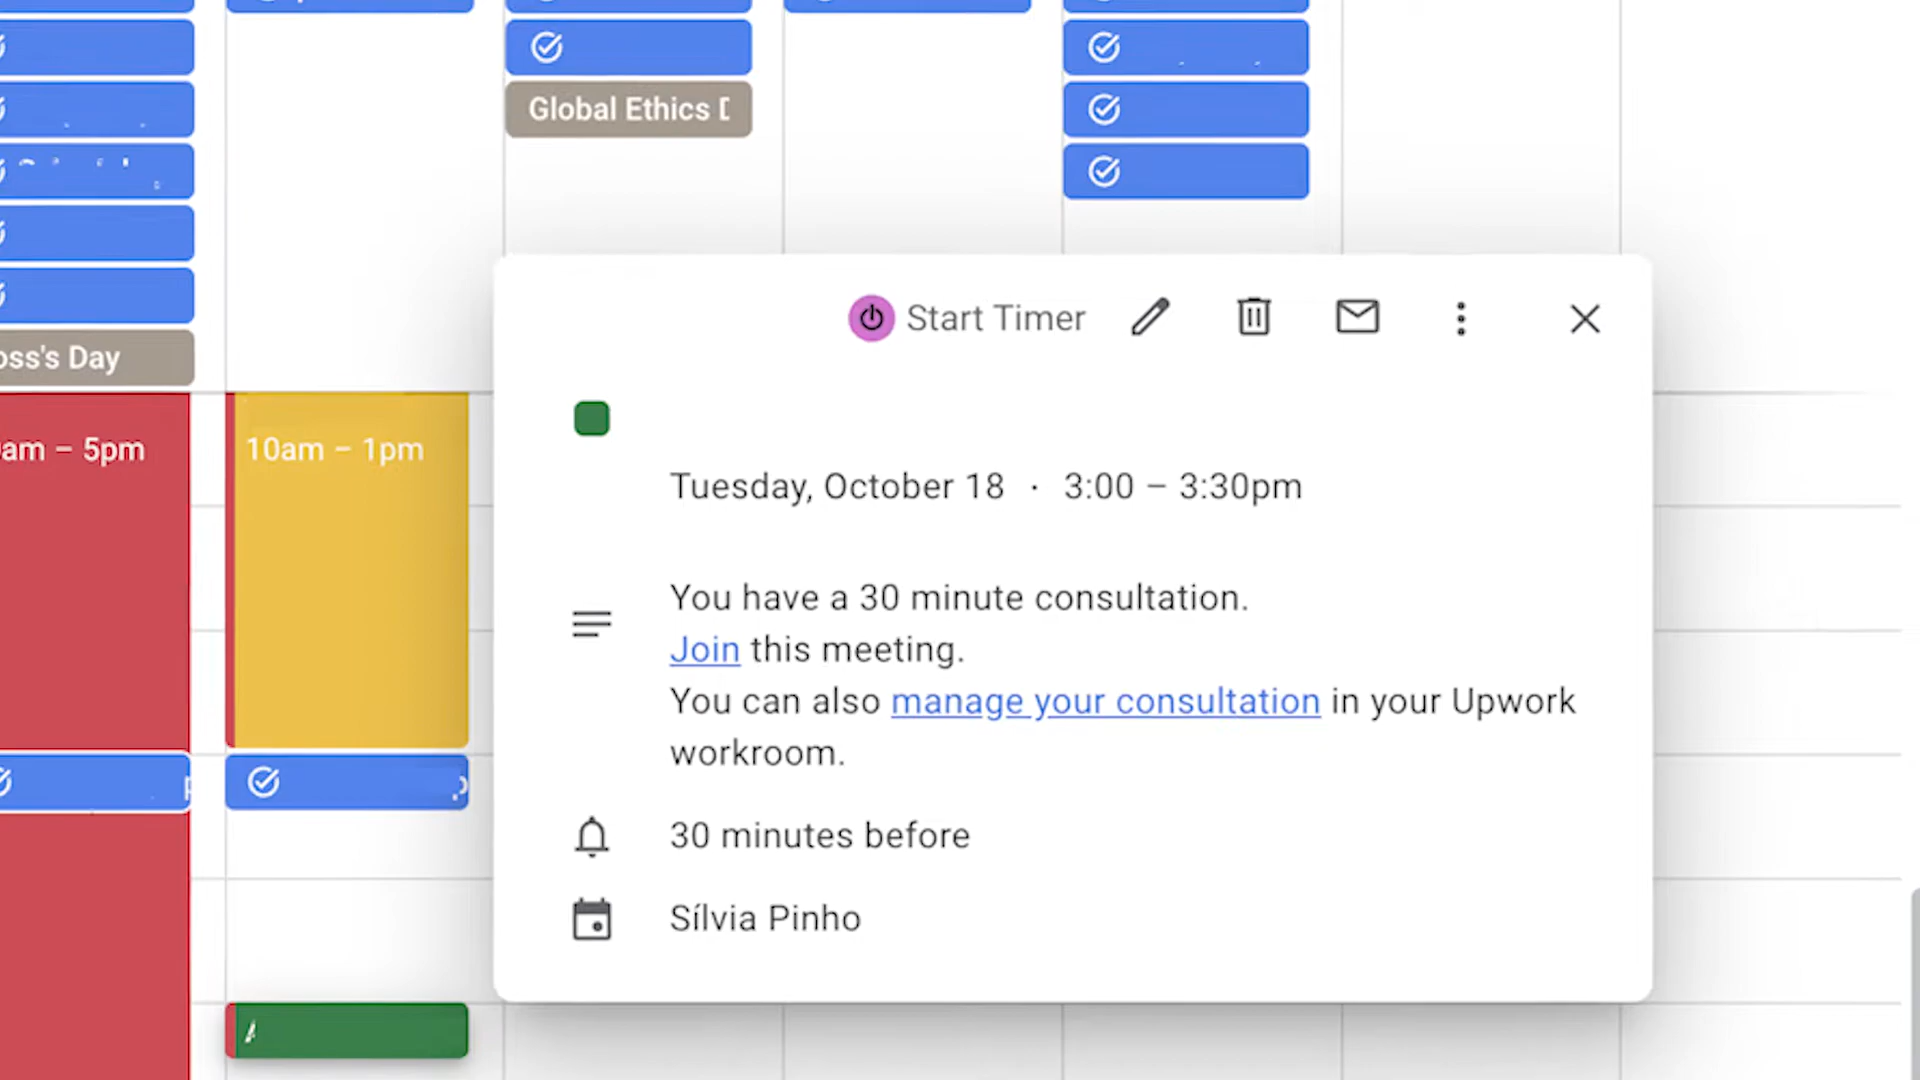 Global Ethics
oss's Day
am – 5pm
10am – 1pm
Start Timer
Tuesday, October 18 · 3:00 – 3:30pm
You have a 30 minute consultation.
Join this meeting.
You can also manage your consultation in your Upwork
workroom.
30 minutes before
Sílvia Pinho